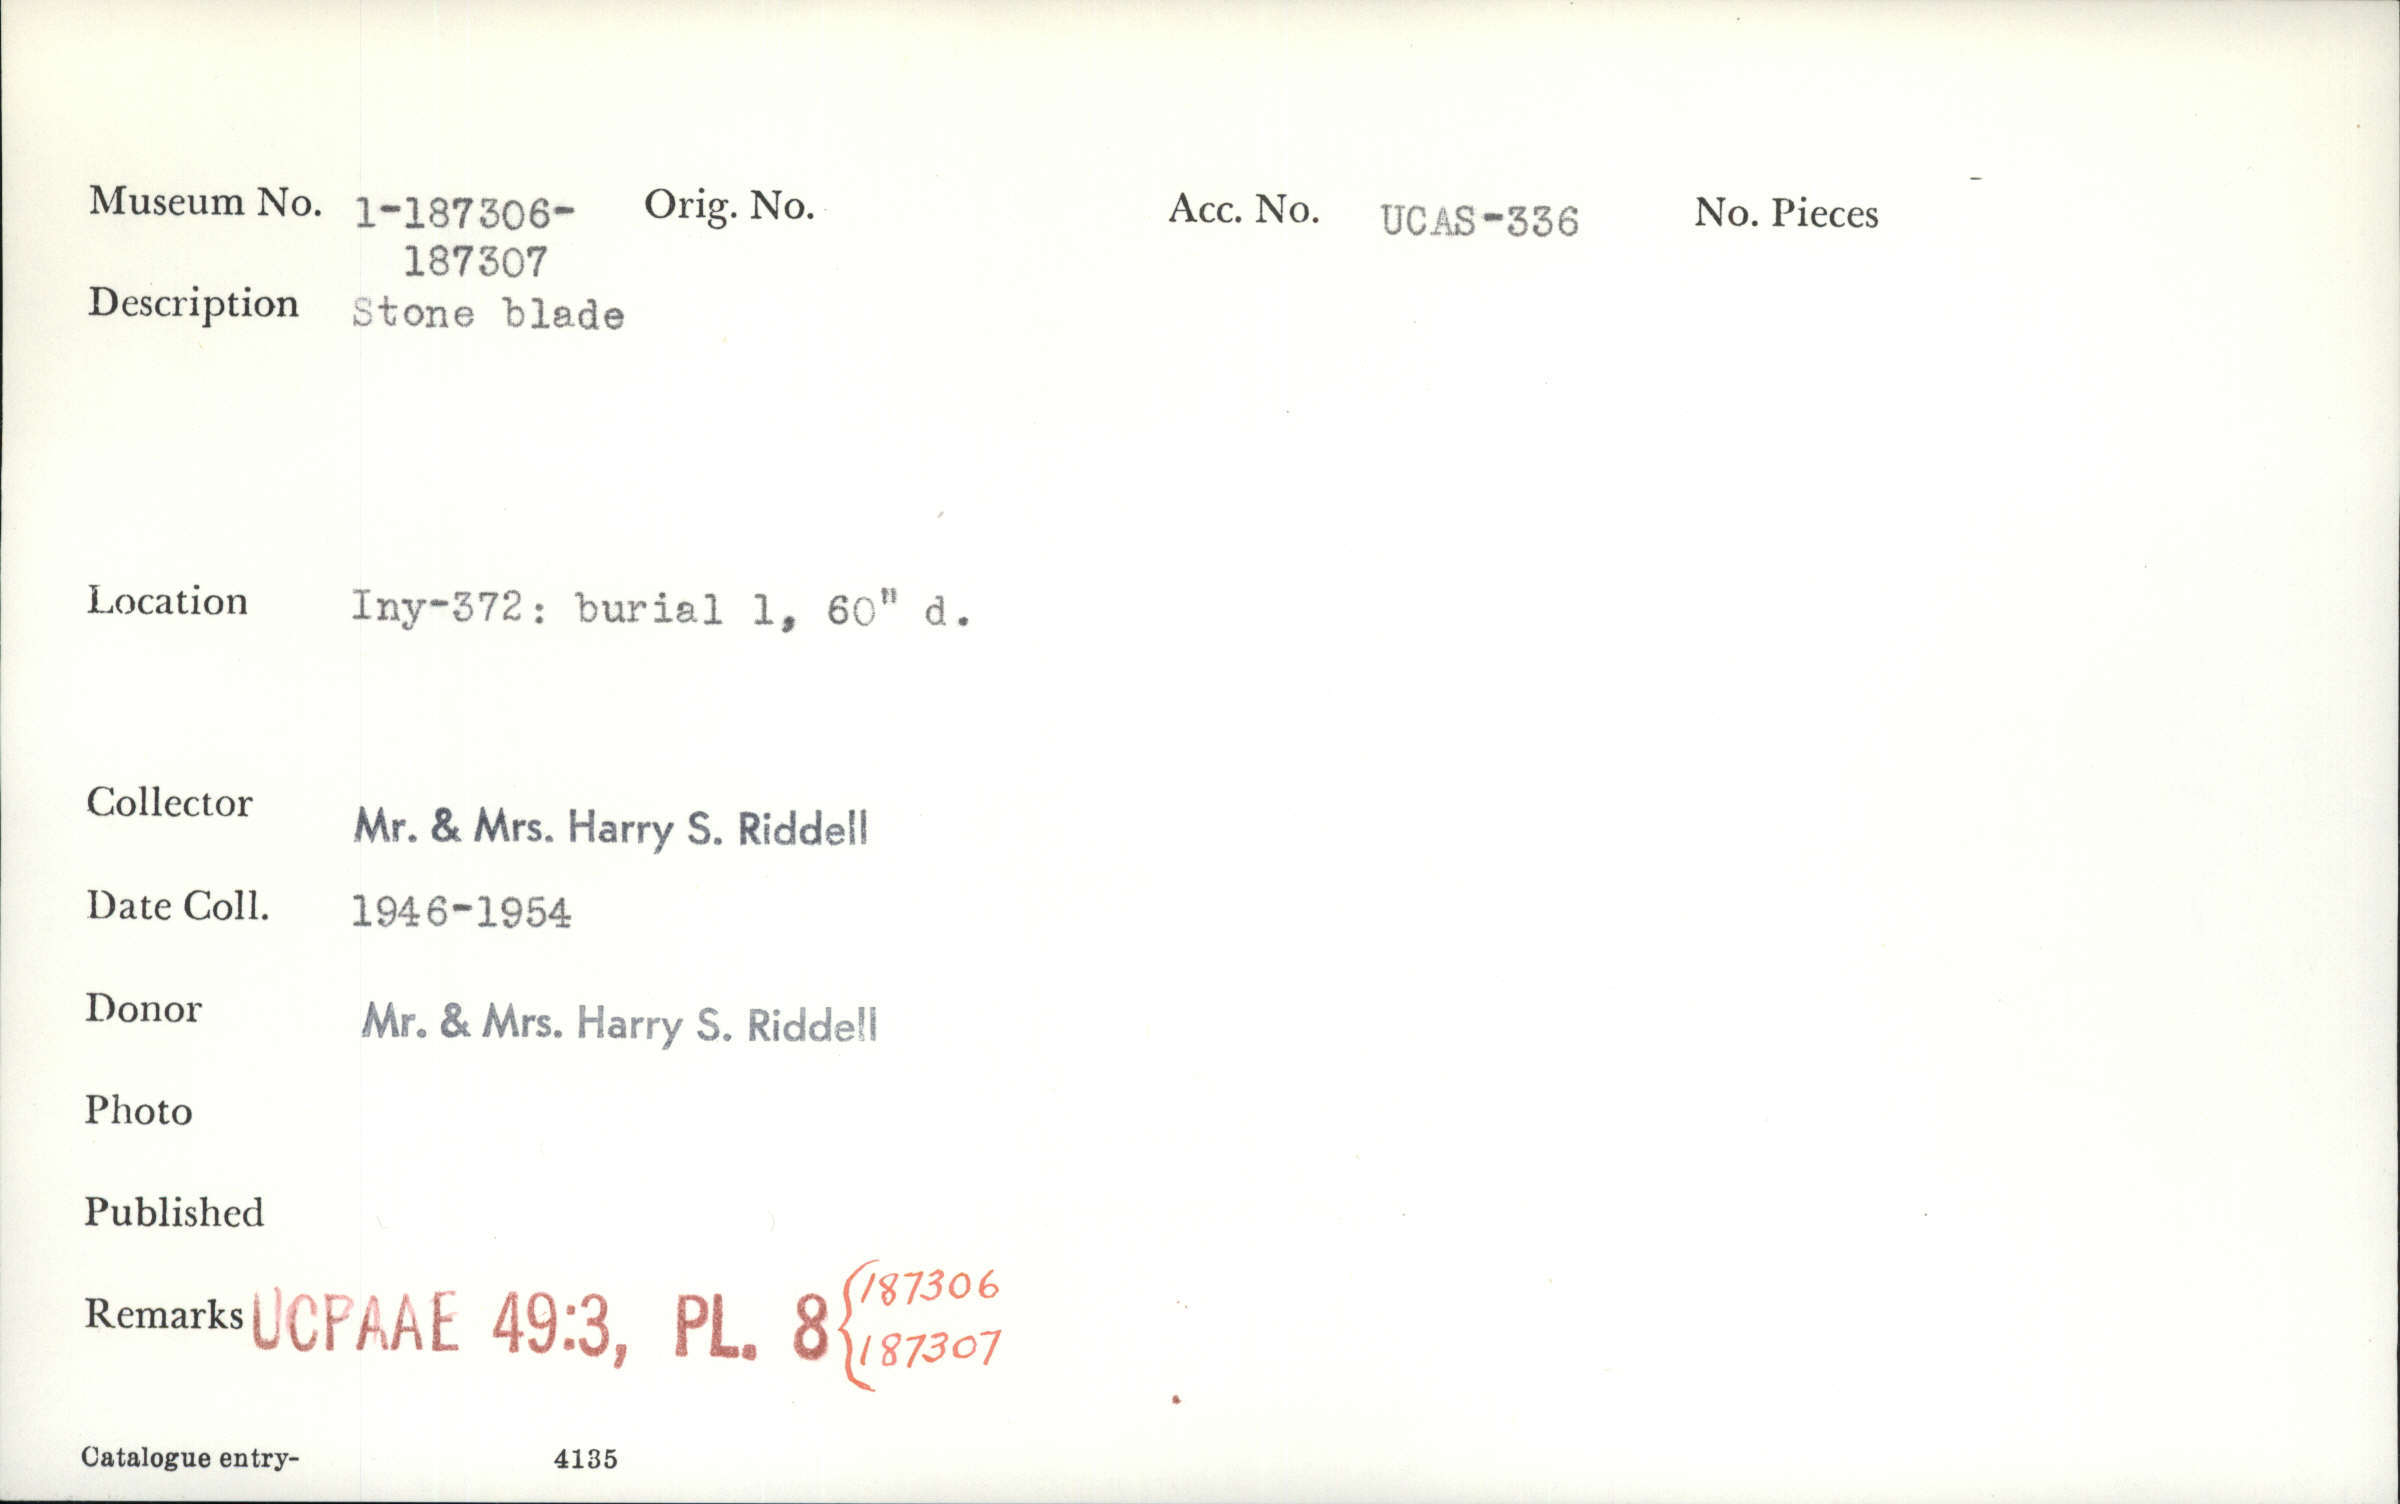 Museum No. 1-187306- Orig. No. Acc. No. UCAS-336 No. Pieces
187307
Description Stone blade
Location Iny-372: burial 1, 60" d.
Collector Mr. & Mrs. Harry S. Riddell
Date Coll. 1946-1954
Donor Mr. & Mrs. Harry S. Riddell
Photo
Published
Remarks UCPAAE 49:3, PL. 8 { 187306
187307
Catalogue entry- 4135